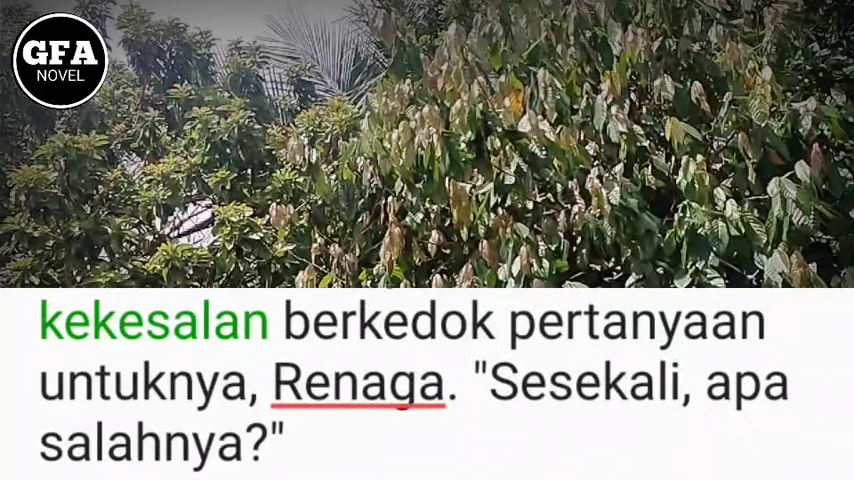 GFA
NOVEL
kekesalan berkedok pertanyaan
untuknya, Renaga. "Sesekali, apa
salahnya?"